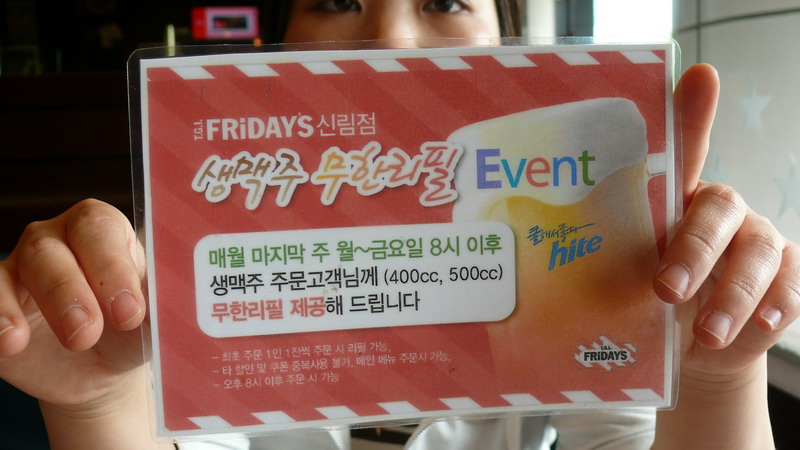 T.G.I. FRiDAY'S 신림점
생맥주 무한리필 Event
쿨해서 좋다~
hite
매월 마지막 주 월~금요일 8시 이후
생맥주 주문고객님께 (400cc, 500cc)
무한리필 제공해 드립니다
- 최초 주문 1인 1잔씩 주문 시 리필 가능,
- 타 할인 및 쿠폰 중복사용 불가, 메인 메뉴 주문시 가능,
- 오후 8시 이후 주문 시 가능
T.G.I.
FRiDAY'S